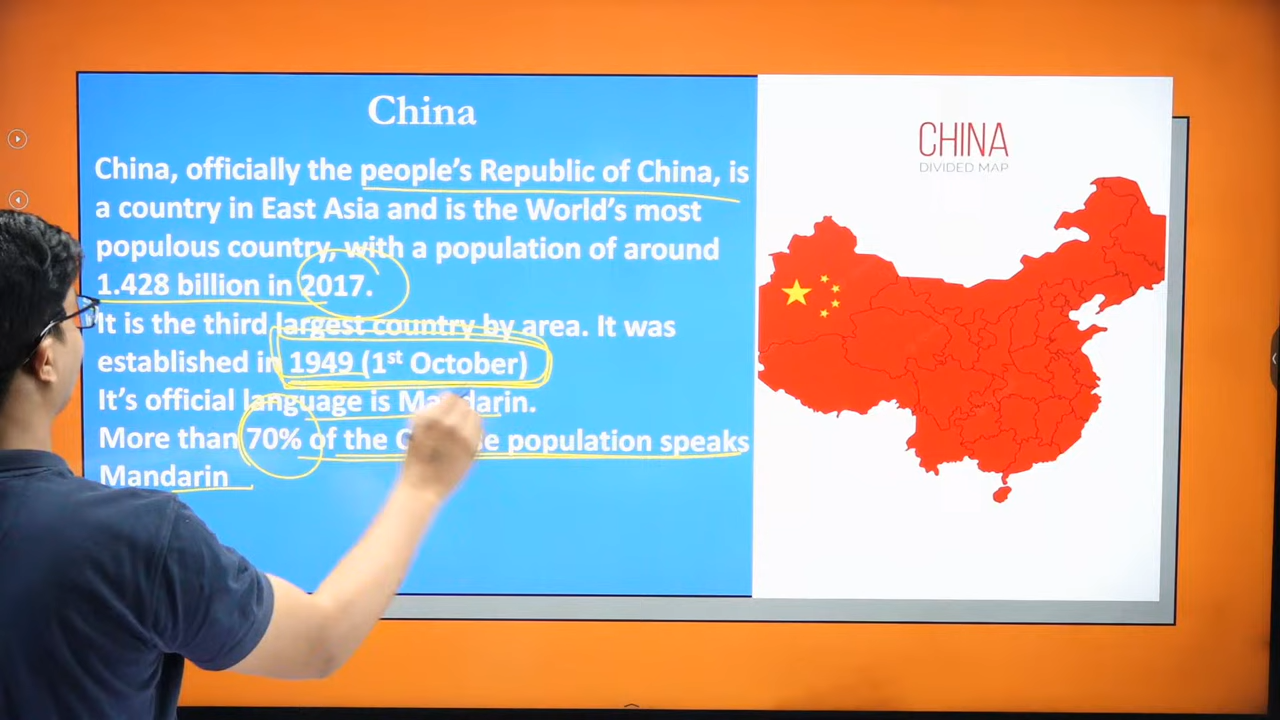 China
China, officially the people's Republic of China, is
a country in East Asia and is the World's most
populous country, with a population of around
1.428 billion in 2017.
It is the third largest country by area. It was
established in 1949 (1st October)
It's official language is Mandarin.
More than 70% of the population speaks
Mandarin
CHINA
DIVIDED MAP